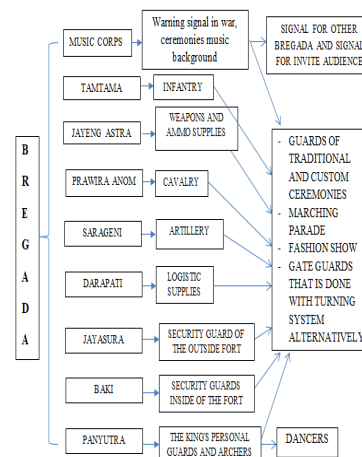 B
R
E
G
A
D
A
MUSIC CORPS
Warning signal in war,
ceremonies music
background
SIGNAL FOR OTHER
BREGADA AND SIGNAL
FOR INVITE AUDIENCE
TAMTAMA
INFANTRY
JAYENG ASTRA
WEAPONS AND
AMMO SUPPLIES
PRAWIRA ANOM
CAVALRY
SARAGENI
ARTILLERY
DARAPATI
LOGISTIC
SUPPLIES
JAYASURA
SECURITY GUARD OF
THE OUTSIDE FORT
BAKI
SECURITY GUARDS
INSIDE OF THE FORT
PANYUTRA
THE KING'S PERSONAL
GUARDS AND ARCHERS
DANCERS
- GUARDS OF
TRADITIONAL
AND CUSTOM
CEREMONIES
- MARCHING
PARADE
- FASHION SHOW
- GATE GUARDS
THAT IS DONE
WITH TURNING
SYSTEM
ALTERNATIVELY